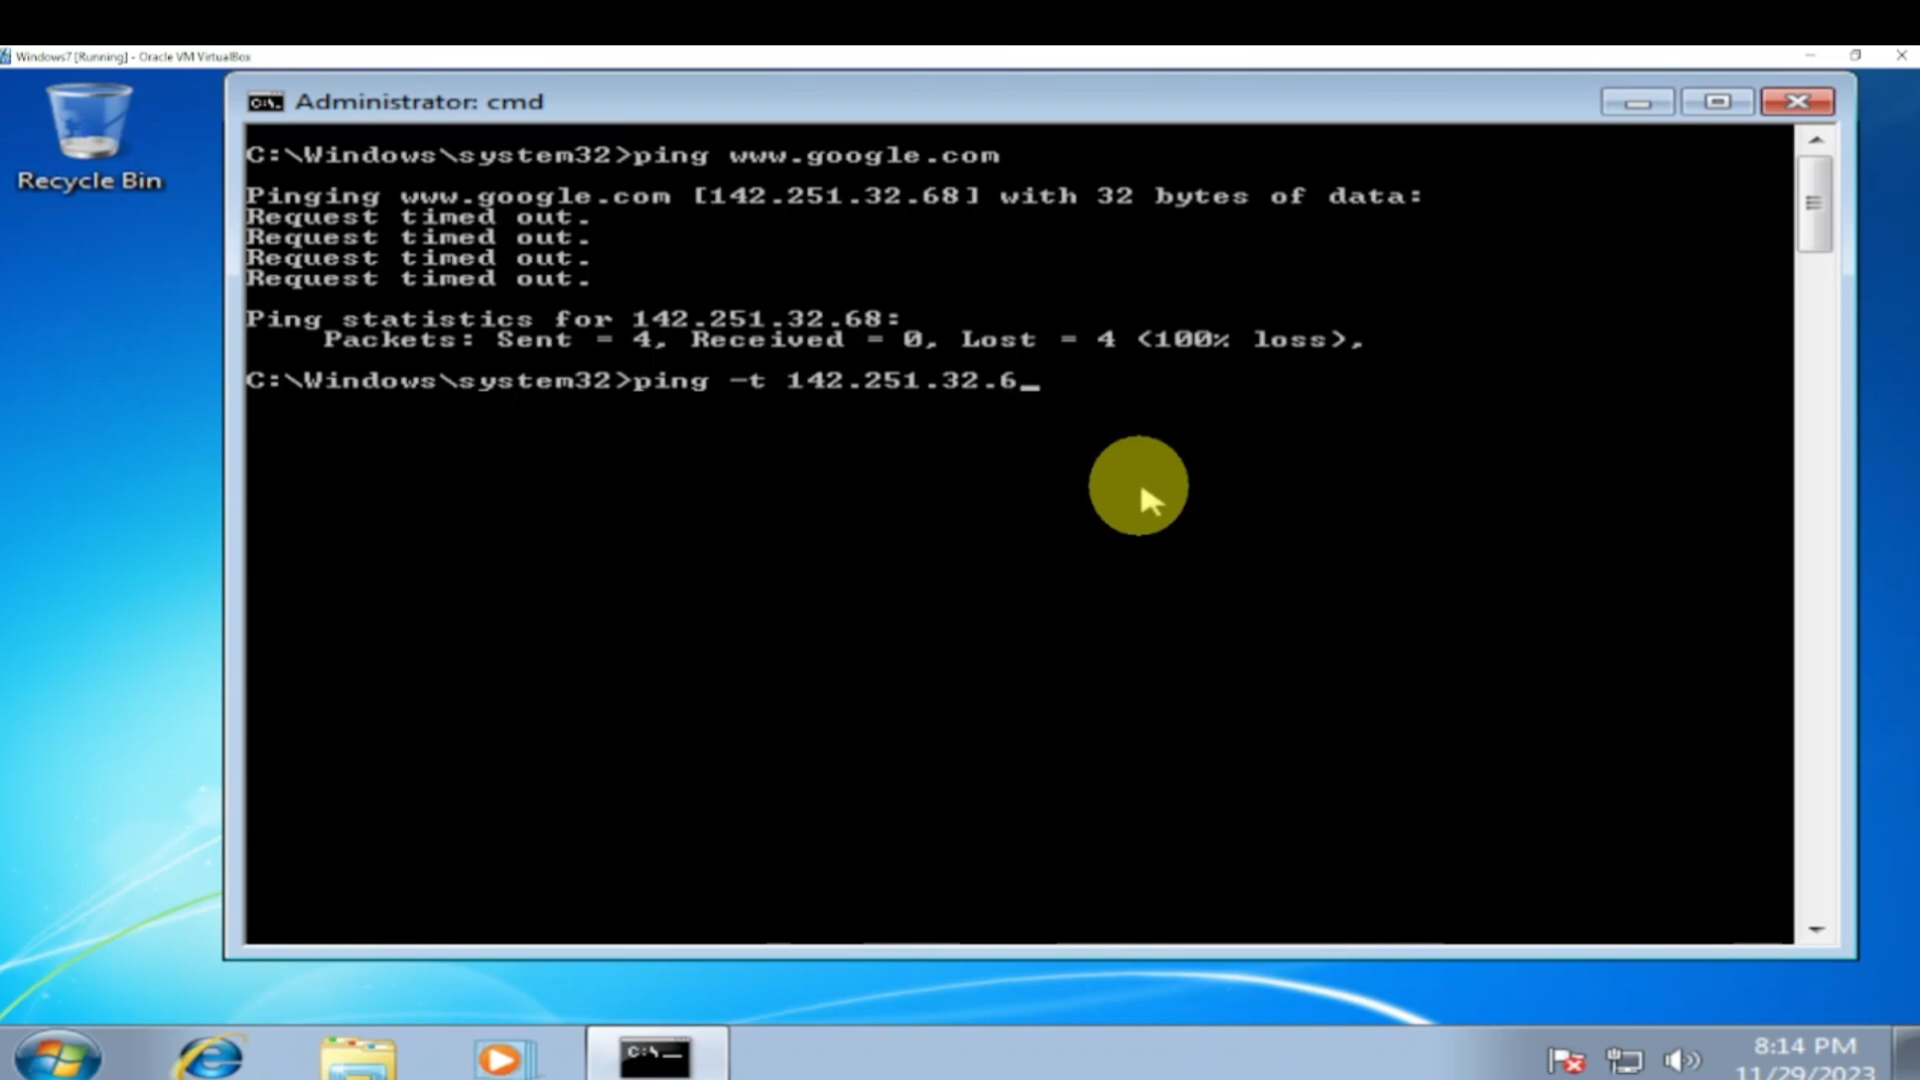 Windows7 [Running] - Oracle VM VirtualBox
Recycle Bin
Administrator: cmd
C:\Windows\system32>ping www.google.com
Pinging www.google.com [142.251.32.68] with 32 bytes of data:
Request timed out.
Request timed out.
Request timed out.
Request timed out.
Ping statistics for 142.251.32.68:
Packets: Sent = 4, Received = 0, Lost = 4 (100% loss),
C:\Windows\system32>ping -t 142.251.32.6_
8:14 PM
11/29/2023